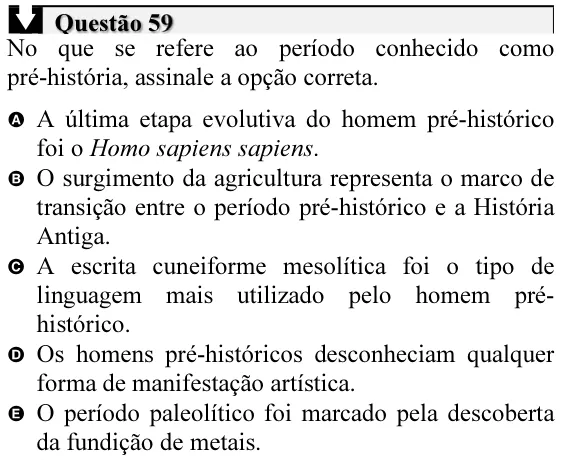 Questão 59
No que se refere ao período conhecido como
pré-história, assinale a opção correta.
A A última etapa evolutiva do homem pré-histórico
foi o Homo sapiens sapiens.
B O surgimento da agricultura representa o marco de
transição entre o período pré-histórico e a História
Antiga.
C A escrita cuneiforme mesolítica foi o tipo de
linguagem mais utilizado pelo homem pré-
histórico.
D Os homens pré-históricos desconheciam qualquer
forma de manifestação artística.
E O período paleolítico foi marcado pela descoberta
da fundição de metais.